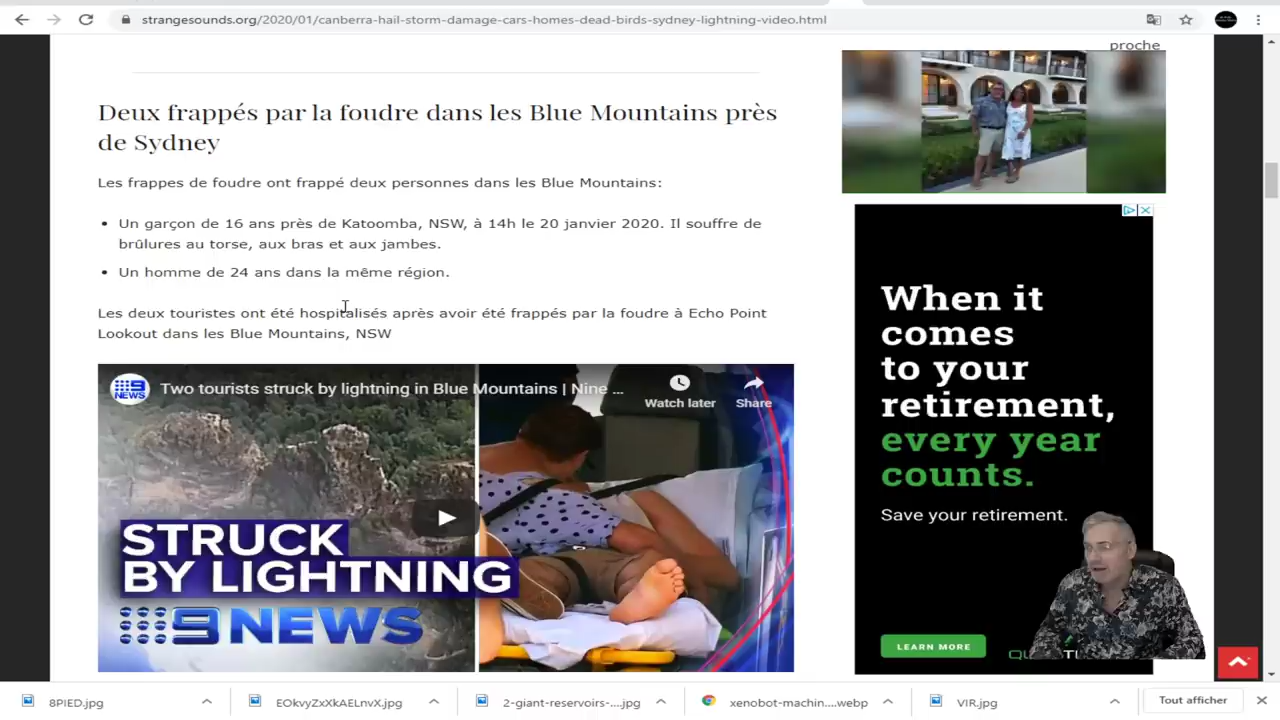 strangesounds.org/2020/01/canberra-hail-storm-damage-cars-homes-dead-birds-sydney-lightning-video.html
proche
Deux frappés par la foudre dans les Blue Mountains près
de Sydney
Les frappes de foudre ont frappé deux personnes dans les Blue Mountains:
• Un garçon de 16 ans près de Katoomba, NSW, à 14h le 20 janvier 2020. Il souffre de
brûlures au torse, aux bras et aux jambes.
• Un homme de 24 ans dans la même région.
Les deux touristes ont été hospitalisés après avoir été frappés par la foudre à Echo Point
Lookout dans les Blue Mountains, NSW
9 NEWS
Two tourists struck by lightning in Blue Mountains | Nine ...
Watch later
Share
STRUCK
BY LIGHTNING
9 NEWS
When it
comes
to your
retirement,
every year
counts.
Save your retirement.
LEARN MORE
8PIED.jpg
EOkvyZxXkAELnvX.jpg
2-giant-reservoirs-....jpg
xenobot-machin....webp
VIR.jpg
Tout afficher